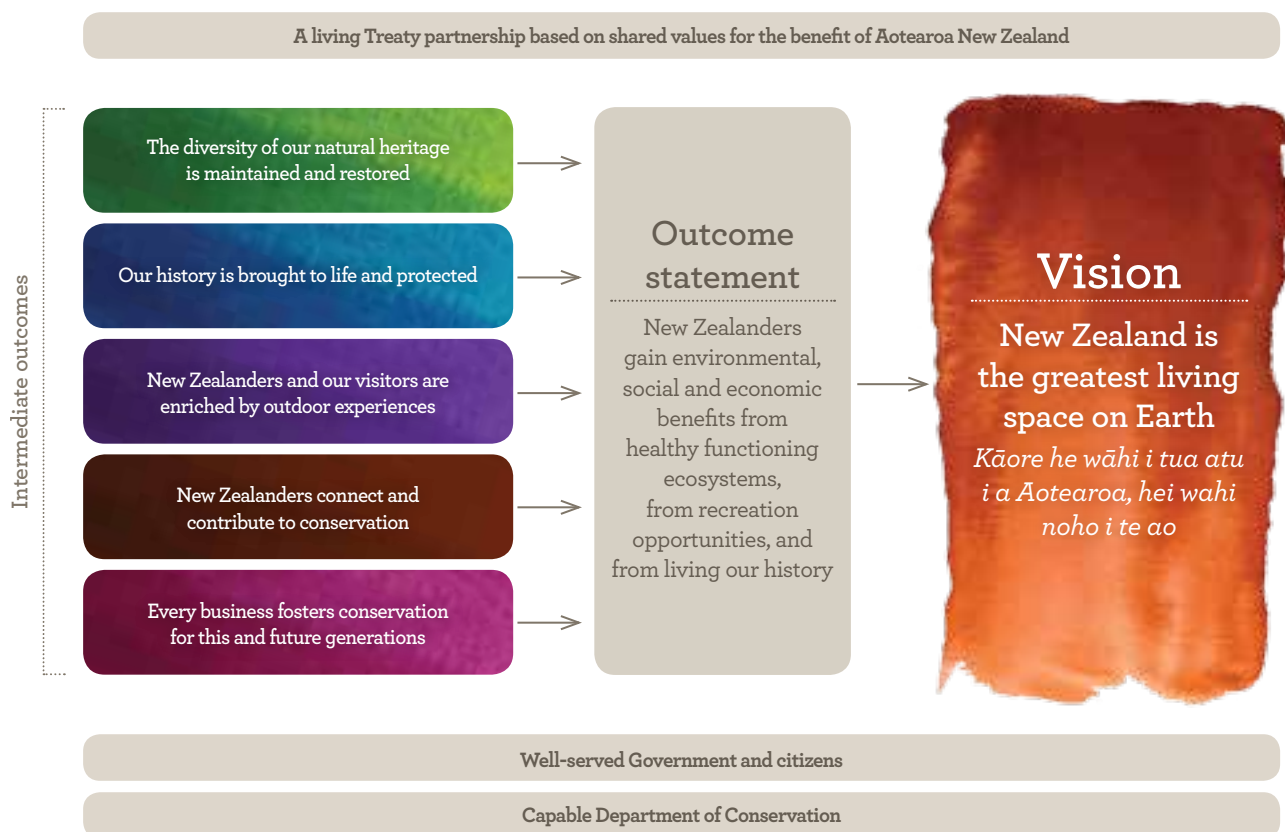 A living Treaty partnership based on shared values for the benefit of Aotearoa New Zealand
Intermediate outcomes
The diversity of our natural heritage
is maintained and restored
Our history is brought to life and protected
New Zealanders and our visitors are
enriched by outdoor experiences
New Zealanders connect and
contribute to conservation
Every business fosters conservation
for this and future generations
Outcome
statement
New Zealanders
gain environmental,
social and economic
benefits from
healthy functioning
ecosystems,
from recreation
opportunities, and
from living our history
Vision
New Zealand is
the greatest living
space on Earth
Kāore he wāhi i tua atu
i a Aotearoa, hei wahi
noho i te ao
Well-served Government and citizens
Capable Department of Conservation